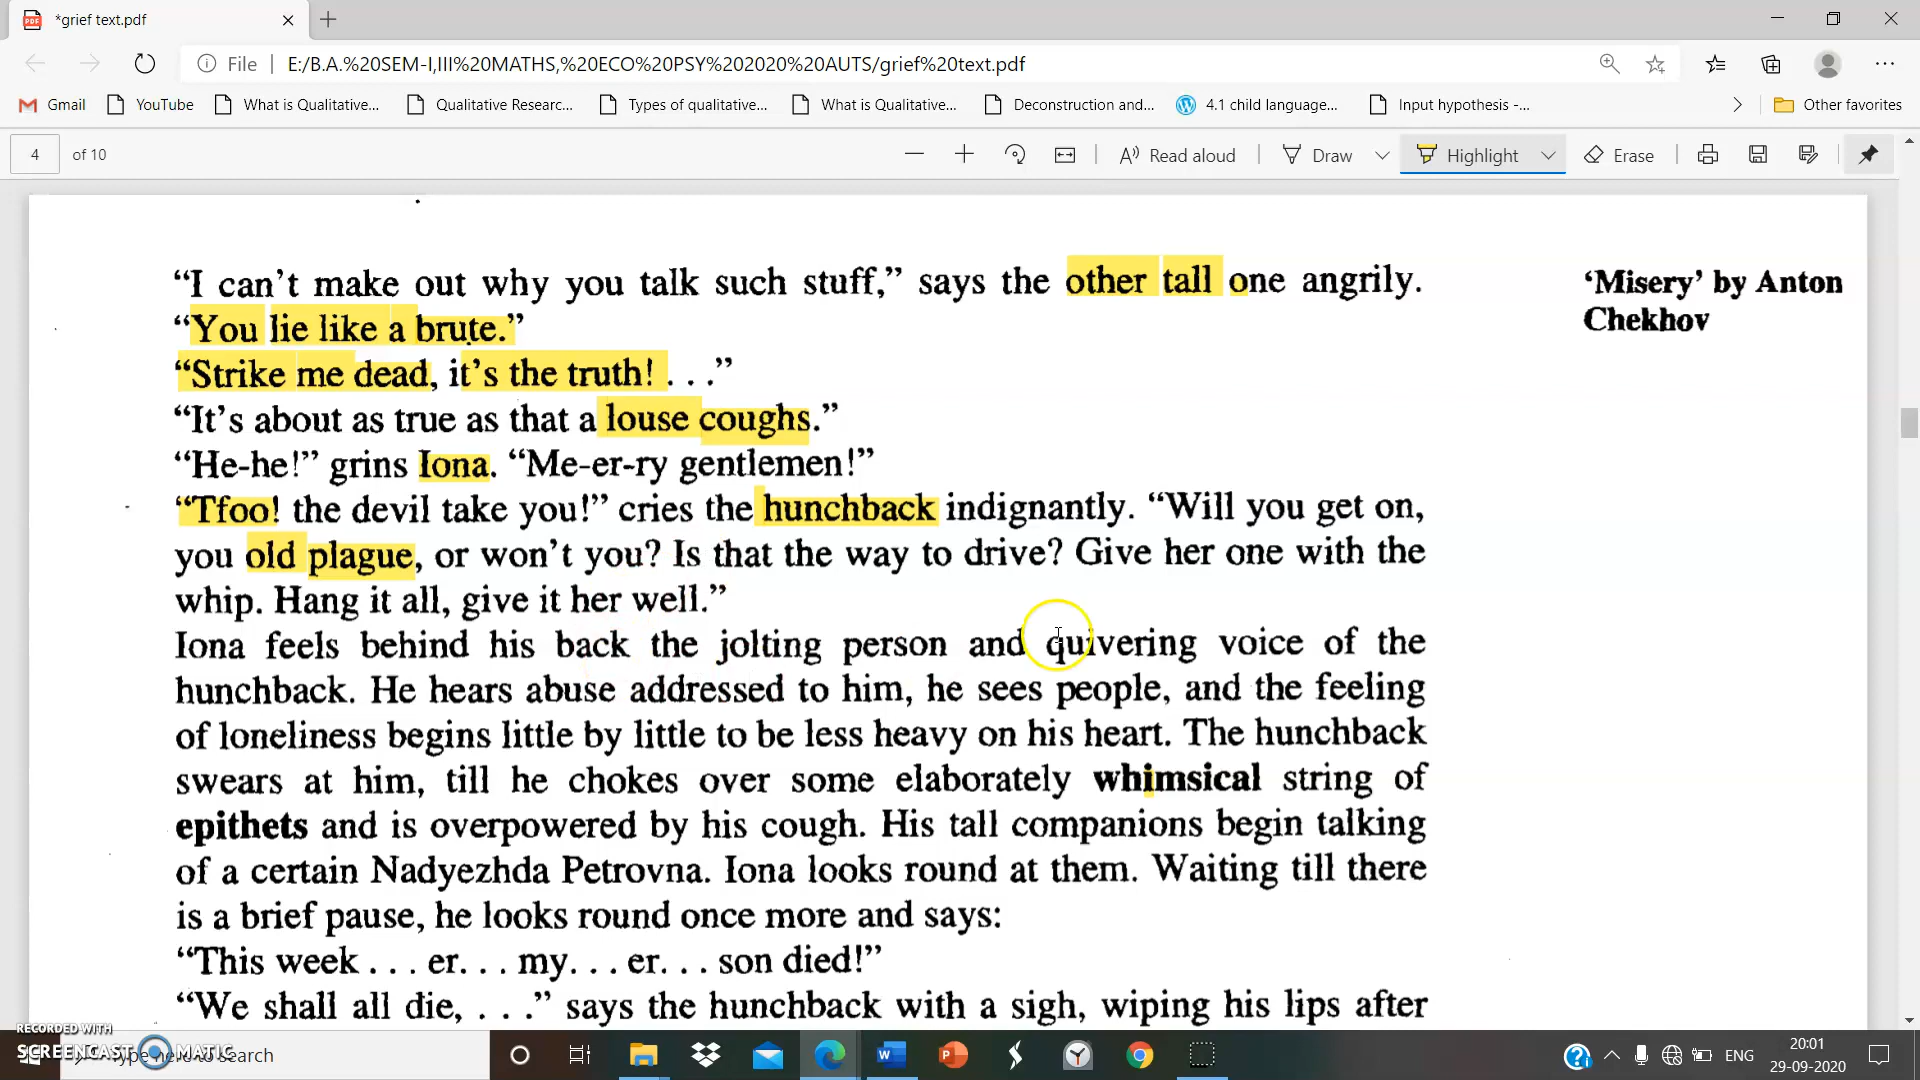 *grief text.pdf
File E:/B.A.%20SEM-I,III%20MATHS,%20ECO%20PSY%202020%20AUTS/grief%20text.pdf
Gmail YouTube What is Qualitative... Qualitative Researc... Types of qualitative... What is Qualitative... Deconstruction and... 4.1 child language... Input hypothesis -... Other favorites
4 of 10 Read aloud Draw Highlight Erase
“I can’t make out why you talk such stuff,” says the other tall one angrily.
“You lie like a brute.”
“Strike me dead, it’s the truth! . . .”
“It’s about as true as that a louse coughs.”
“He-he!” grins Iona. “Me-er-ry gentlemen!”
“Tfoo! the devil take you!” cries the hunchback indignantly. “Will you get on,
you old plague, or won’t you? Is that the way to drive? Give her one with the
whip. Hang it all, give it her well.”
Iona feels behind his back the jolting person and quivering voice of the
hunchback. He hears abuse addressed to him, he sees people, and the feeling
of loneliness begins little by little to be less heavy on his heart. The hunchback
swears at him, till he chokes over some elaborately whimsical string of
epithets and is overpowered by his cough. His tall companions begin talking
of a certain Nadyezhda Petrovna. Iona looks round at them. Waiting till there
is a brief pause, he looks round once more and says:
“This week . . . er. . . my. . . er. . . son died!”
“We shall all die, . . .” says the hunchback with a sigh, wiping his lips after
‘Misery’ by Anton
Chekhov
RECORDED WITH
SCREENCAST MATIC
Type here to search
ENG
20:01
29-09-2020